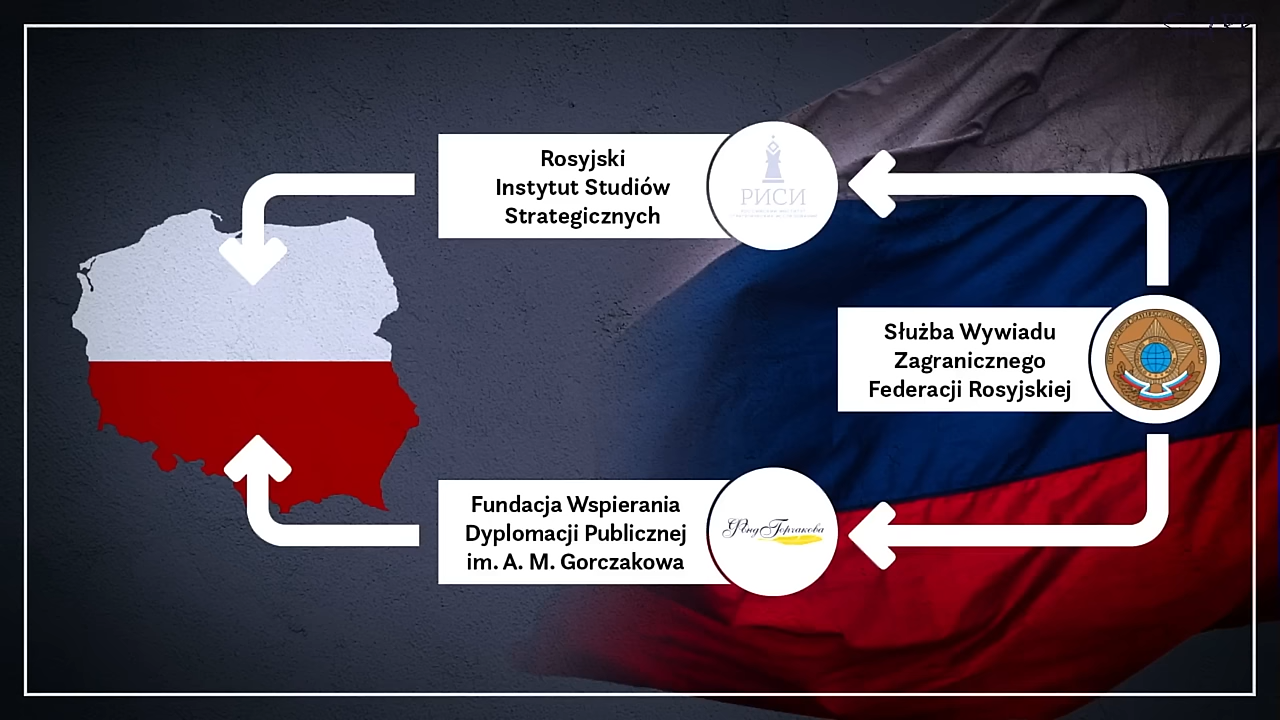 Rosyjski
Instytut Studiów
Strategicznych
РИСИ
Służba Wywiadu
Zagranicznego
Federacji Rosyjskiej
Fundacja Wspierania
Dyplomacji Publicznej
im. A. M. Gorczakowa
Фонд Горчакова